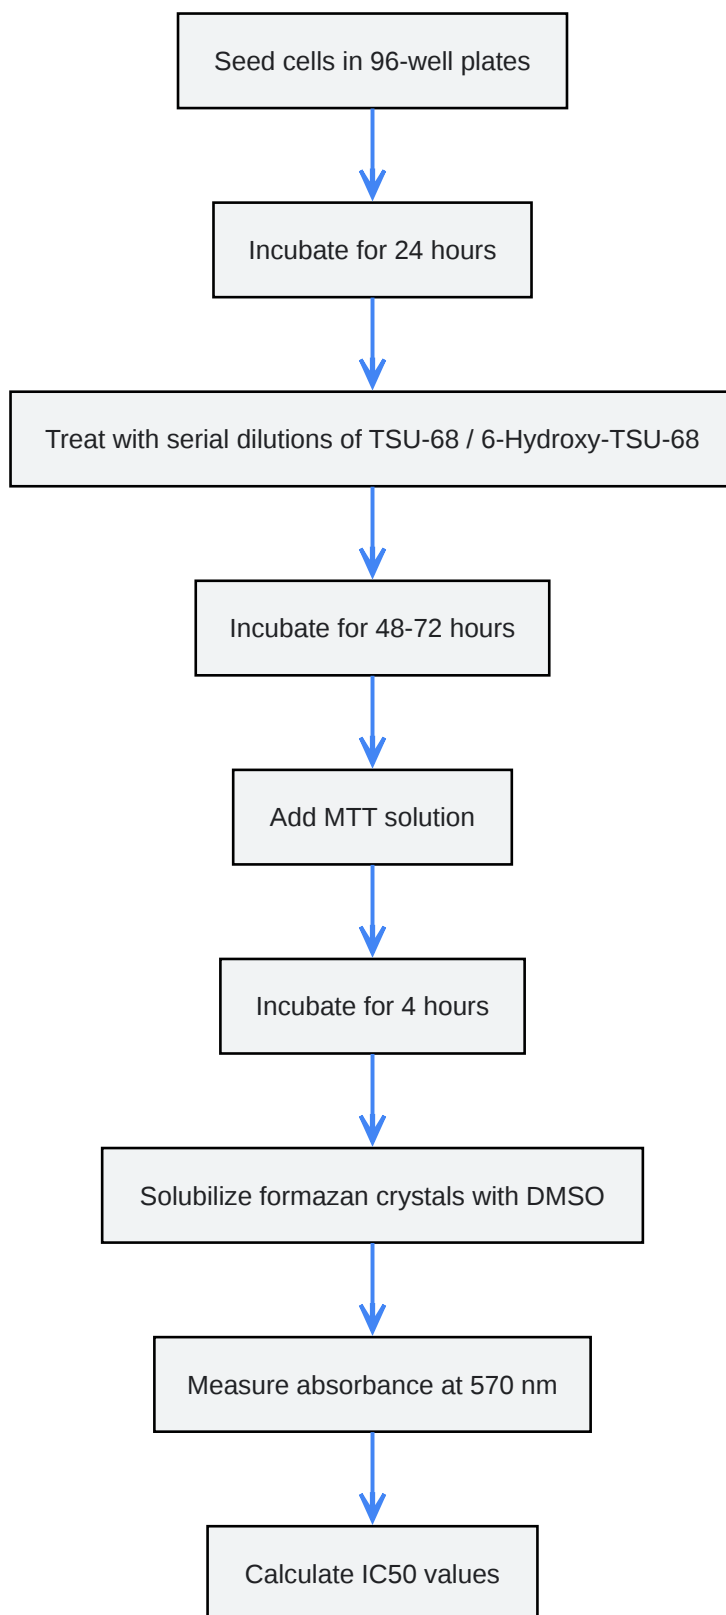 Seed cells in 96-well plates
Incubate for 24 hours
Treat with serial dilutions of TSU-68 / 6-Hydroxy-TSU-68
Incubate for 48-72 hours
Add MTT solution
Incubate for 4 hours
Solubilize formazan crystals with DMSO
Measure absorbance at 570 nm
Calculate IC50 values